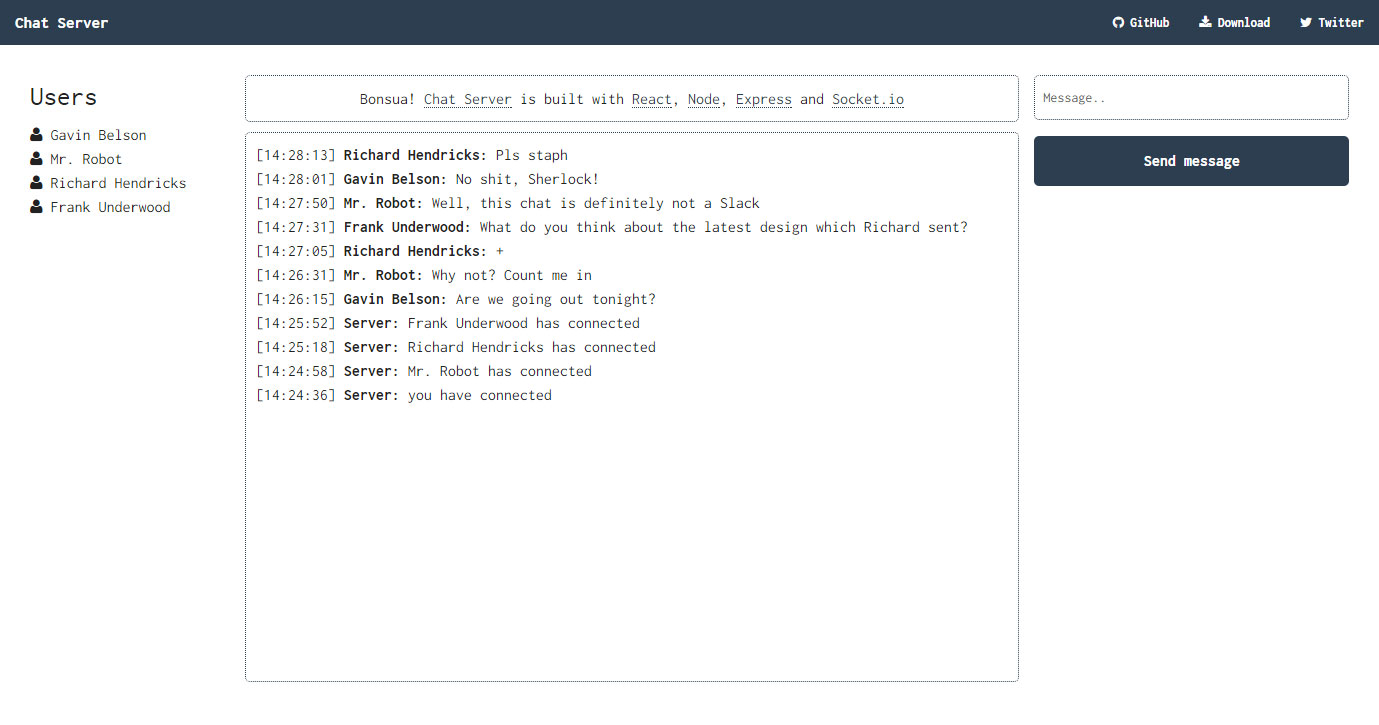 Chat Server
GitHub
Download
Twitter
Users
Gavin Belson
Mr. Robot
Richard Hendricks
Frank Underwood
Bonsua! Chat Server is built with React, Node, Express and Socket.io
[14:28:13] Richard Hendricks: Pls staph
[14:28:01] Gavin Belson: No shit, Sherlock!
[14:27:50] Mr. Robot: Well, this chat is definitely not a Slack
[14:27:31] Frank Underwood: What do you think about the latest design which Richard sent?
[14:27:05] Richard Hendricks: +
[14:26:31] Mr. Robot: Why not? Count me in
[14:26:15] Gavin Belson: Are we going out tonight?
[14:25:52] Server: Frank Underwood has connected
[14:25:18] Server: Richard Hendricks has connected
[14:24:58] Server: Mr. Robot has connected
[14:24:36] Server: you have connected
Message..
Send message